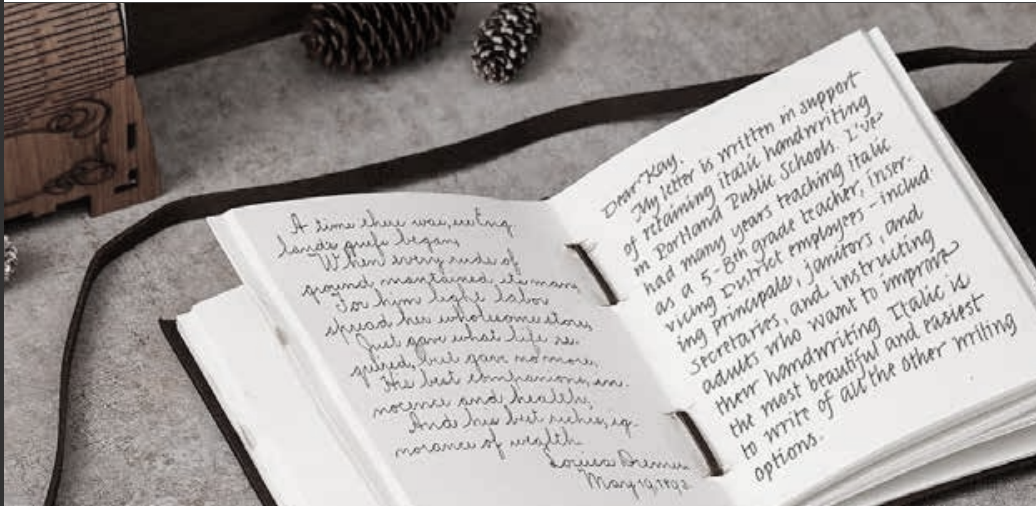 A time there was, ere Eng
lands griefs began,
When every rood of
ground maintained its man,
For him light labor
spread her wholesome stores
Just gave what life re-
quired, but gave no more,
His best companions, in-
nocence and health,
And his best riches, ig-
norance of wealth.
Louisa
May 19, 1892
Dear Kay,
My letter is written in support
of retaining italic handwriting
in Portland Public Schools. I've
had many years teaching italic
as a 5-8th grade teacher, inser-
vicing District employees - includ-
ing principals, janitors, and
secretaries, and instructing
adults who want to improve
their handwriting Italic is
the most beautiful and easiest
to write of all the other writing
options.